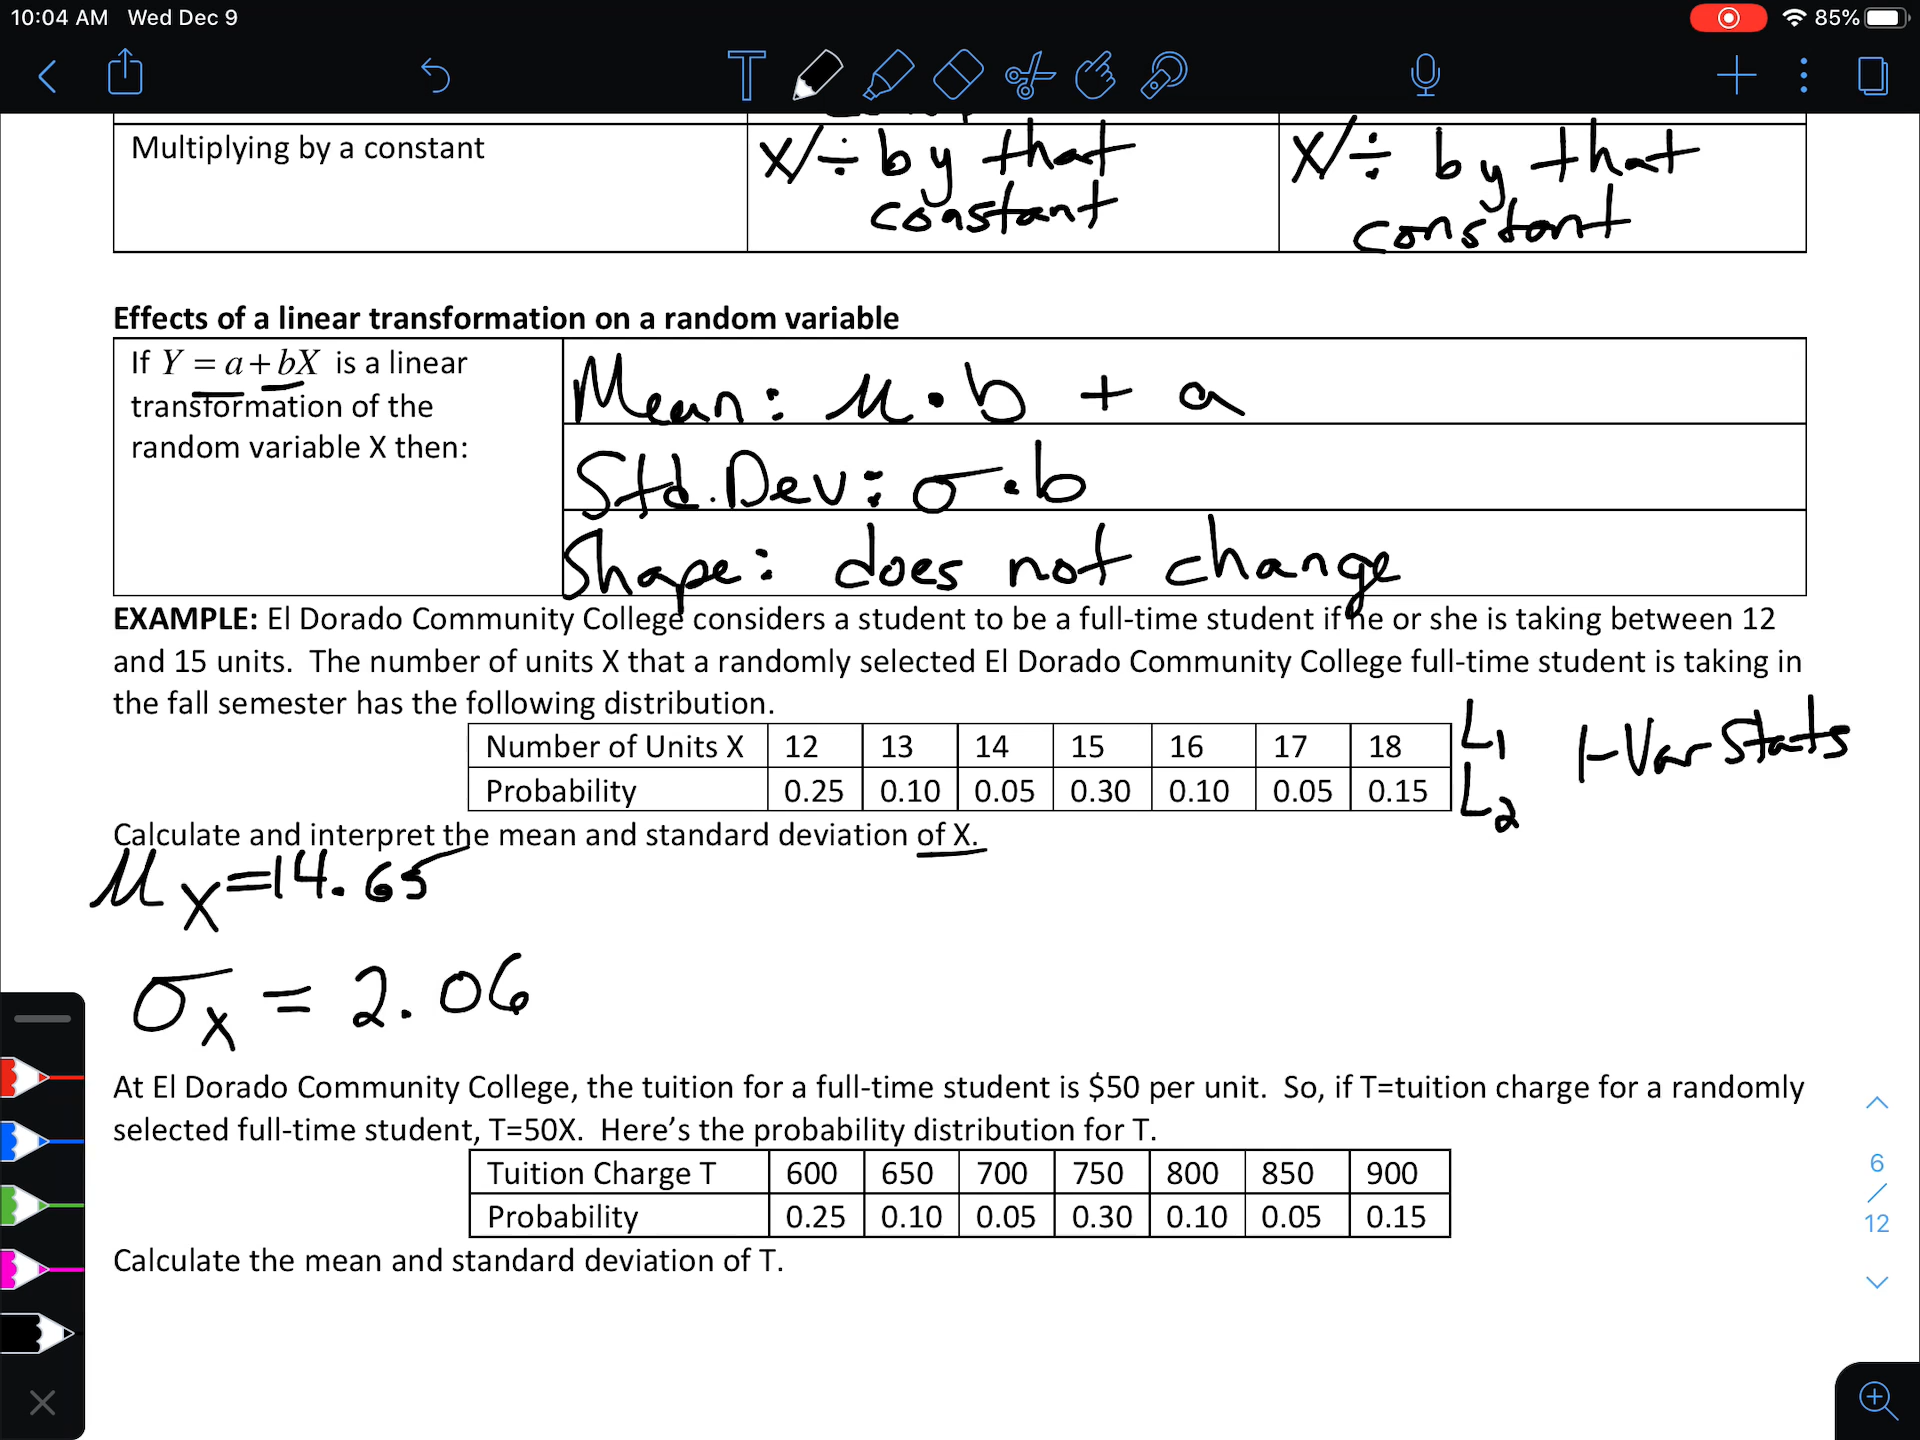 10:04 AM Wed Dec 9
85%
T
Multiplying by a constant
X/÷ by that
constant
X/÷ by that
constant
Effects of a linear transformation on a random variable
If Y = a + bX is a linear
transformation of the
random variable X then:
Mean: μ · b + a
Std. Dev: σ · b
Shape: does not change
EXAMPLE: El Dorado Community College considers a student to be a full-time student if he or she is taking between 12
and 15 units. The number of units X that a randomly selected El Dorado Community College full-time student is taking in
the fall semester has the following distribution.
Number of Units X 12 13 14 15 16 17 18 L1
1-Var Stats
Probability 0.25 0.10 0.05 0.30 0.10 0.05 0.15 L2
Calculate and interpret the mean and standard deviation of X.
μx = 14.65
σx = 2.06
At El Dorado Community College, the tuition for a full-time student is $50 per unit. So, if T=tuition charge for a randomly
selected full-time student, T=50X. Here's the probability distribution for T.
Tuition Charge T 600 650 700 750 800 850 900
Probability 0.25 0.10 0.05 0.30 0.10 0.05 0.15
Calculate the mean and standard deviation of T.
6
/
12